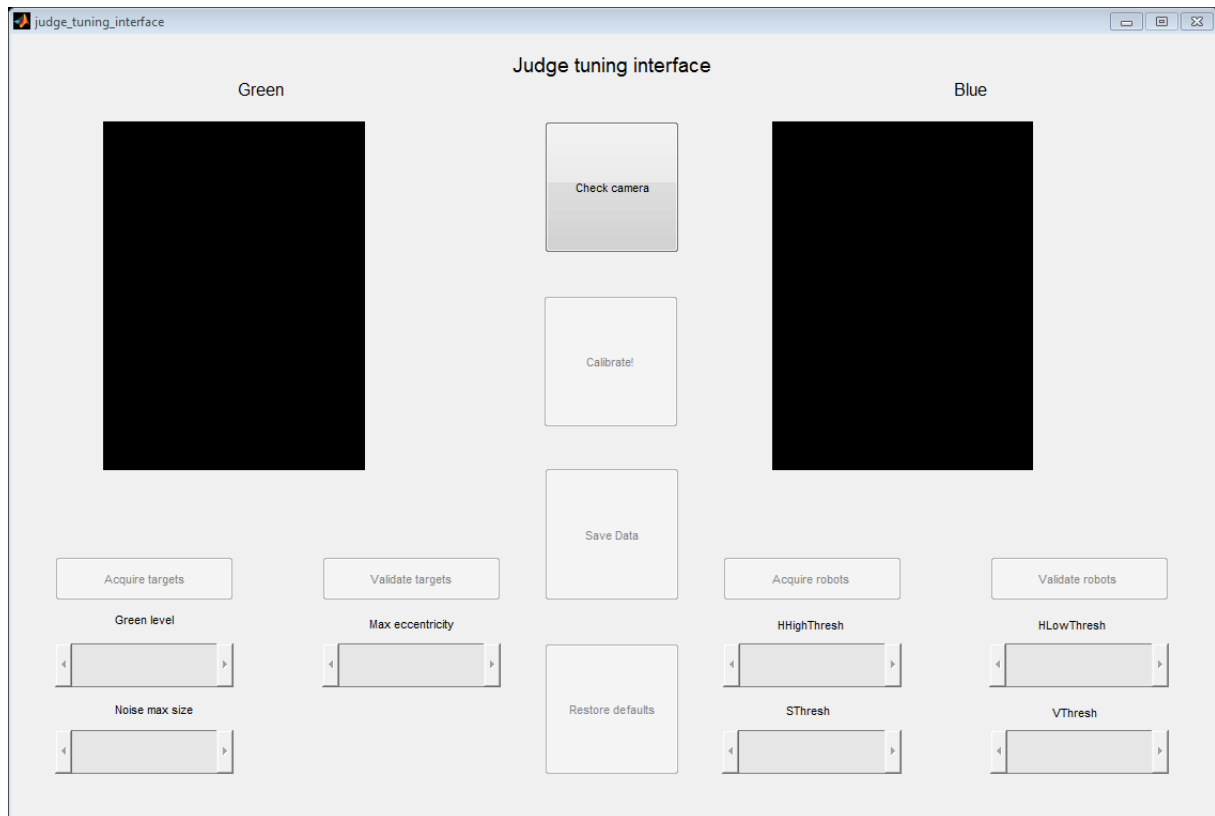 judge_tuning_interface
Judge tuning interface
Green
Blue
Check camera
Calibrate!
Save Data
Acquire targets
Validate targets
Acquire robots
Validate robots
Green level
Max eccentricity
HHighThresh
HLowThresh
Restore defaults
Noise max size
SThresh
VThresh